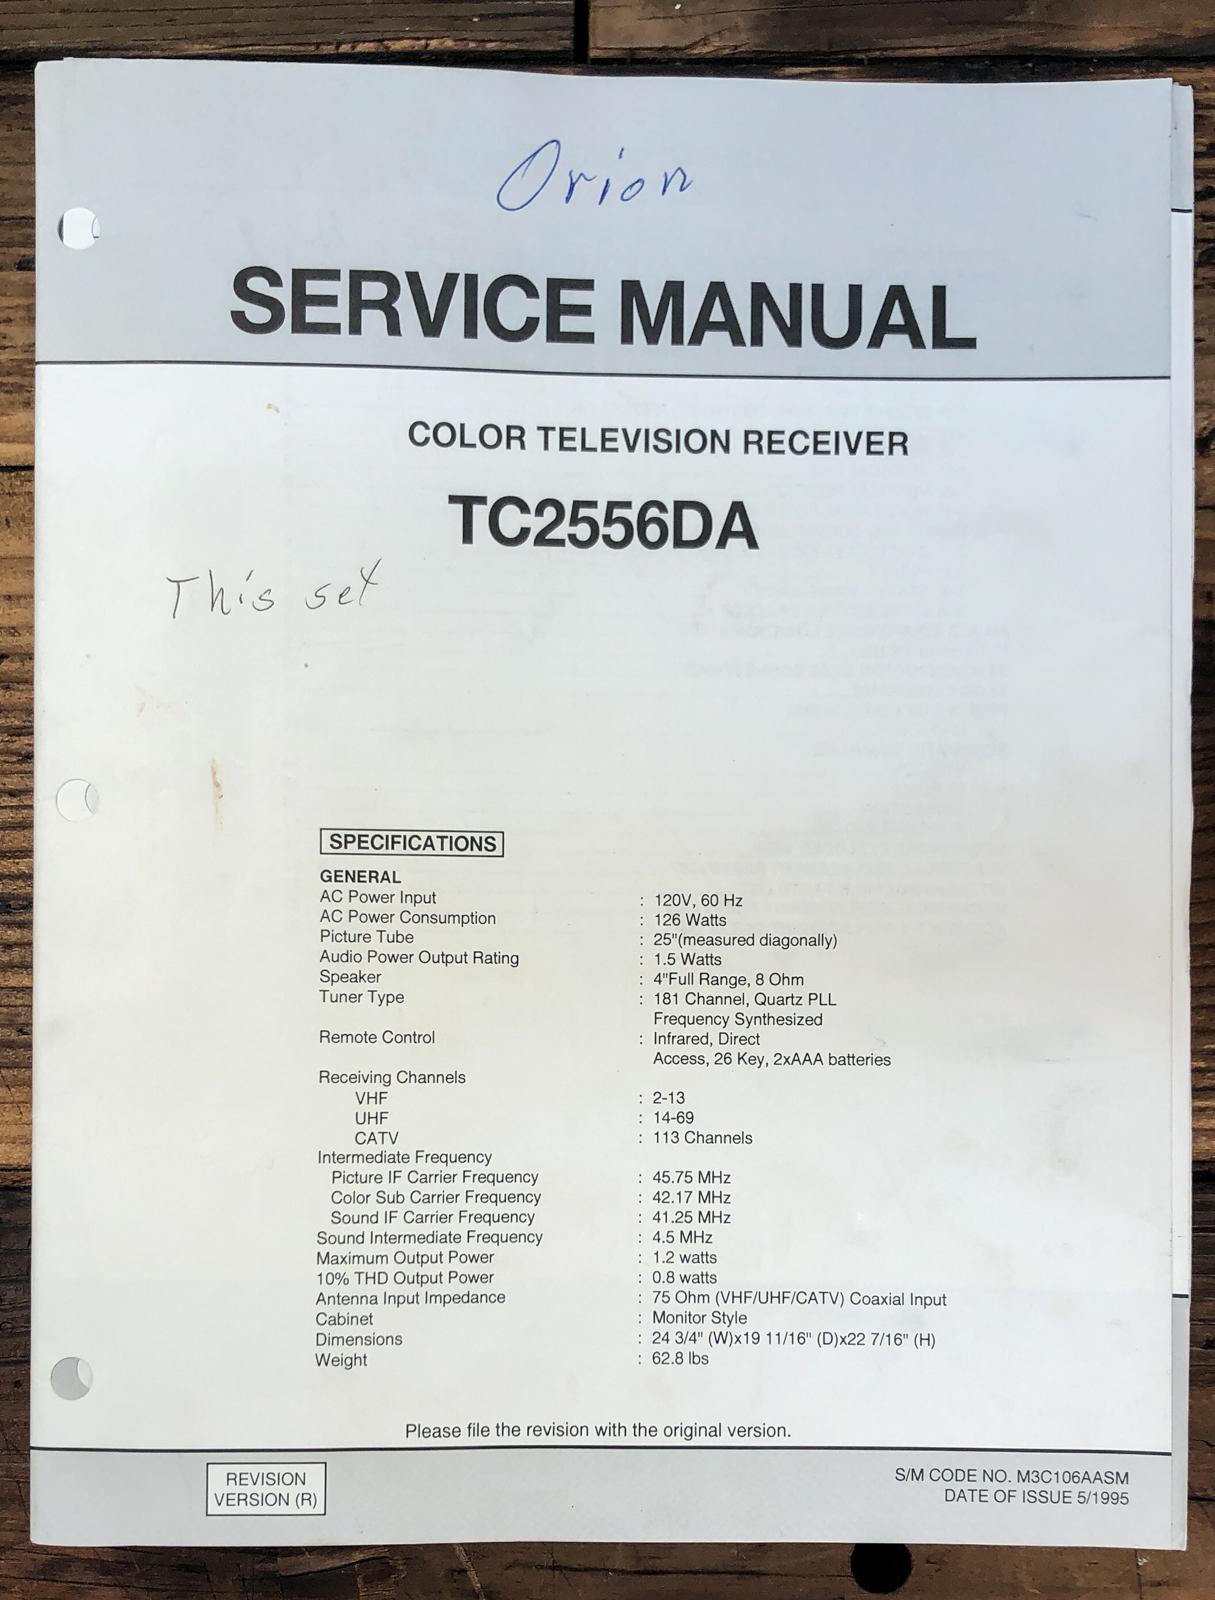 Orion
SERVICE MANUAL
COLOR TELEVISION RECEIVER
TC2556DA
This set
SPECIFICATIONS
GENERAL
AC Power Input : 120V, 60 Hz
AC Power Consumption : 126 Watts
Picture Tube : 25"(measured diagonally)
Audio Power Output Rating : 1.5 Watts
Speaker : 4"Full Range, 8 Ohm
Tuner Type : 181 Channel, Quartz PLL
Frequency Synthesized
Remote Control : Infrared, Direct
Access, 26 Key, 2xAAA batteries
Receiving Channels
VHF : 2-13
UHF : 14-69
CATV : 113 Channels
Intermediate Frequency
Picture IF Carrier Frequency : 45.75 MHz
Color Sub Carrier Frequency : 42.17 MHz
Sound IF Carrier Frequency : 41.25 MHz
Sound Intermediate Frequency : 4.5 MHz
Maximum Output Power : 1.2 watts
10% THD Output Power : 0.8 watts
Antenna Input Impedance : 75 Ohm (VHF/UHF/CATV) Coaxial Input
Cabinet : Monitor Style
Dimensions : 24 3/4" (W)x19 11/16" (D)x22 7/16" (H)
Weight : 62.8 lbs
Please file the revision with the original version.
REVISION
VERSION (R)
S/M CODE NO. M3C106AASM
DATE OF ISSUE 5/1995